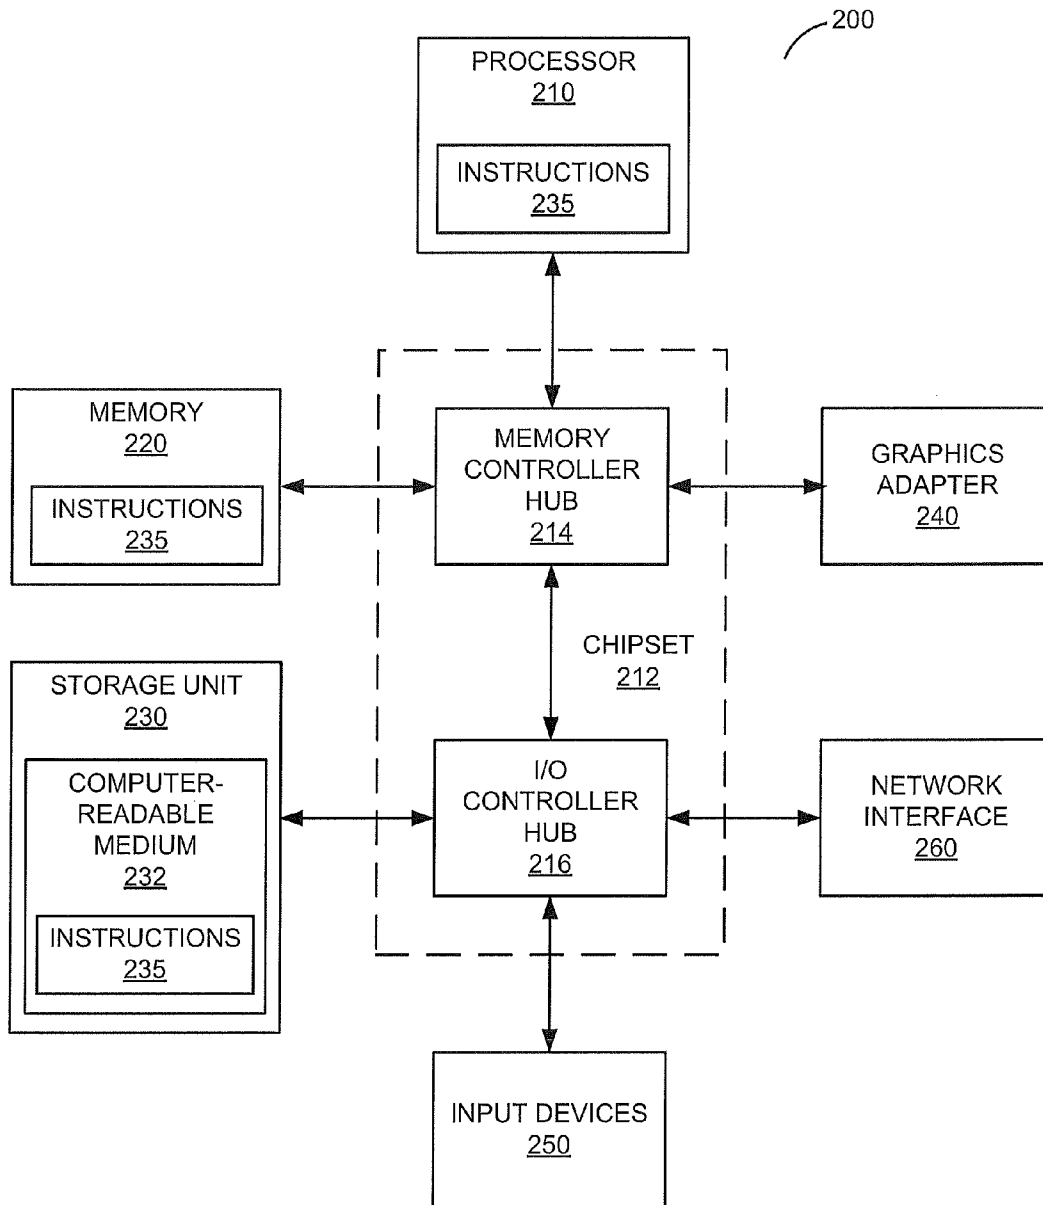 200
PROCESSOR
210
INSTRUCTIONS
235
MEMORY
220
INSTRUCTIONS
235
MEMORY
CONTROLLER
HUB
214
GRAPHICS
ADAPTER
240
CHIPSET
212
STORAGE UNIT
230
COMPUTER-
READABLE
MEDIUM
232
INSTRUCTIONS
235
I/O
CONTROLLER
HUB
216
NETWORK
INTERFACE
260
INPUT DEVICES
250